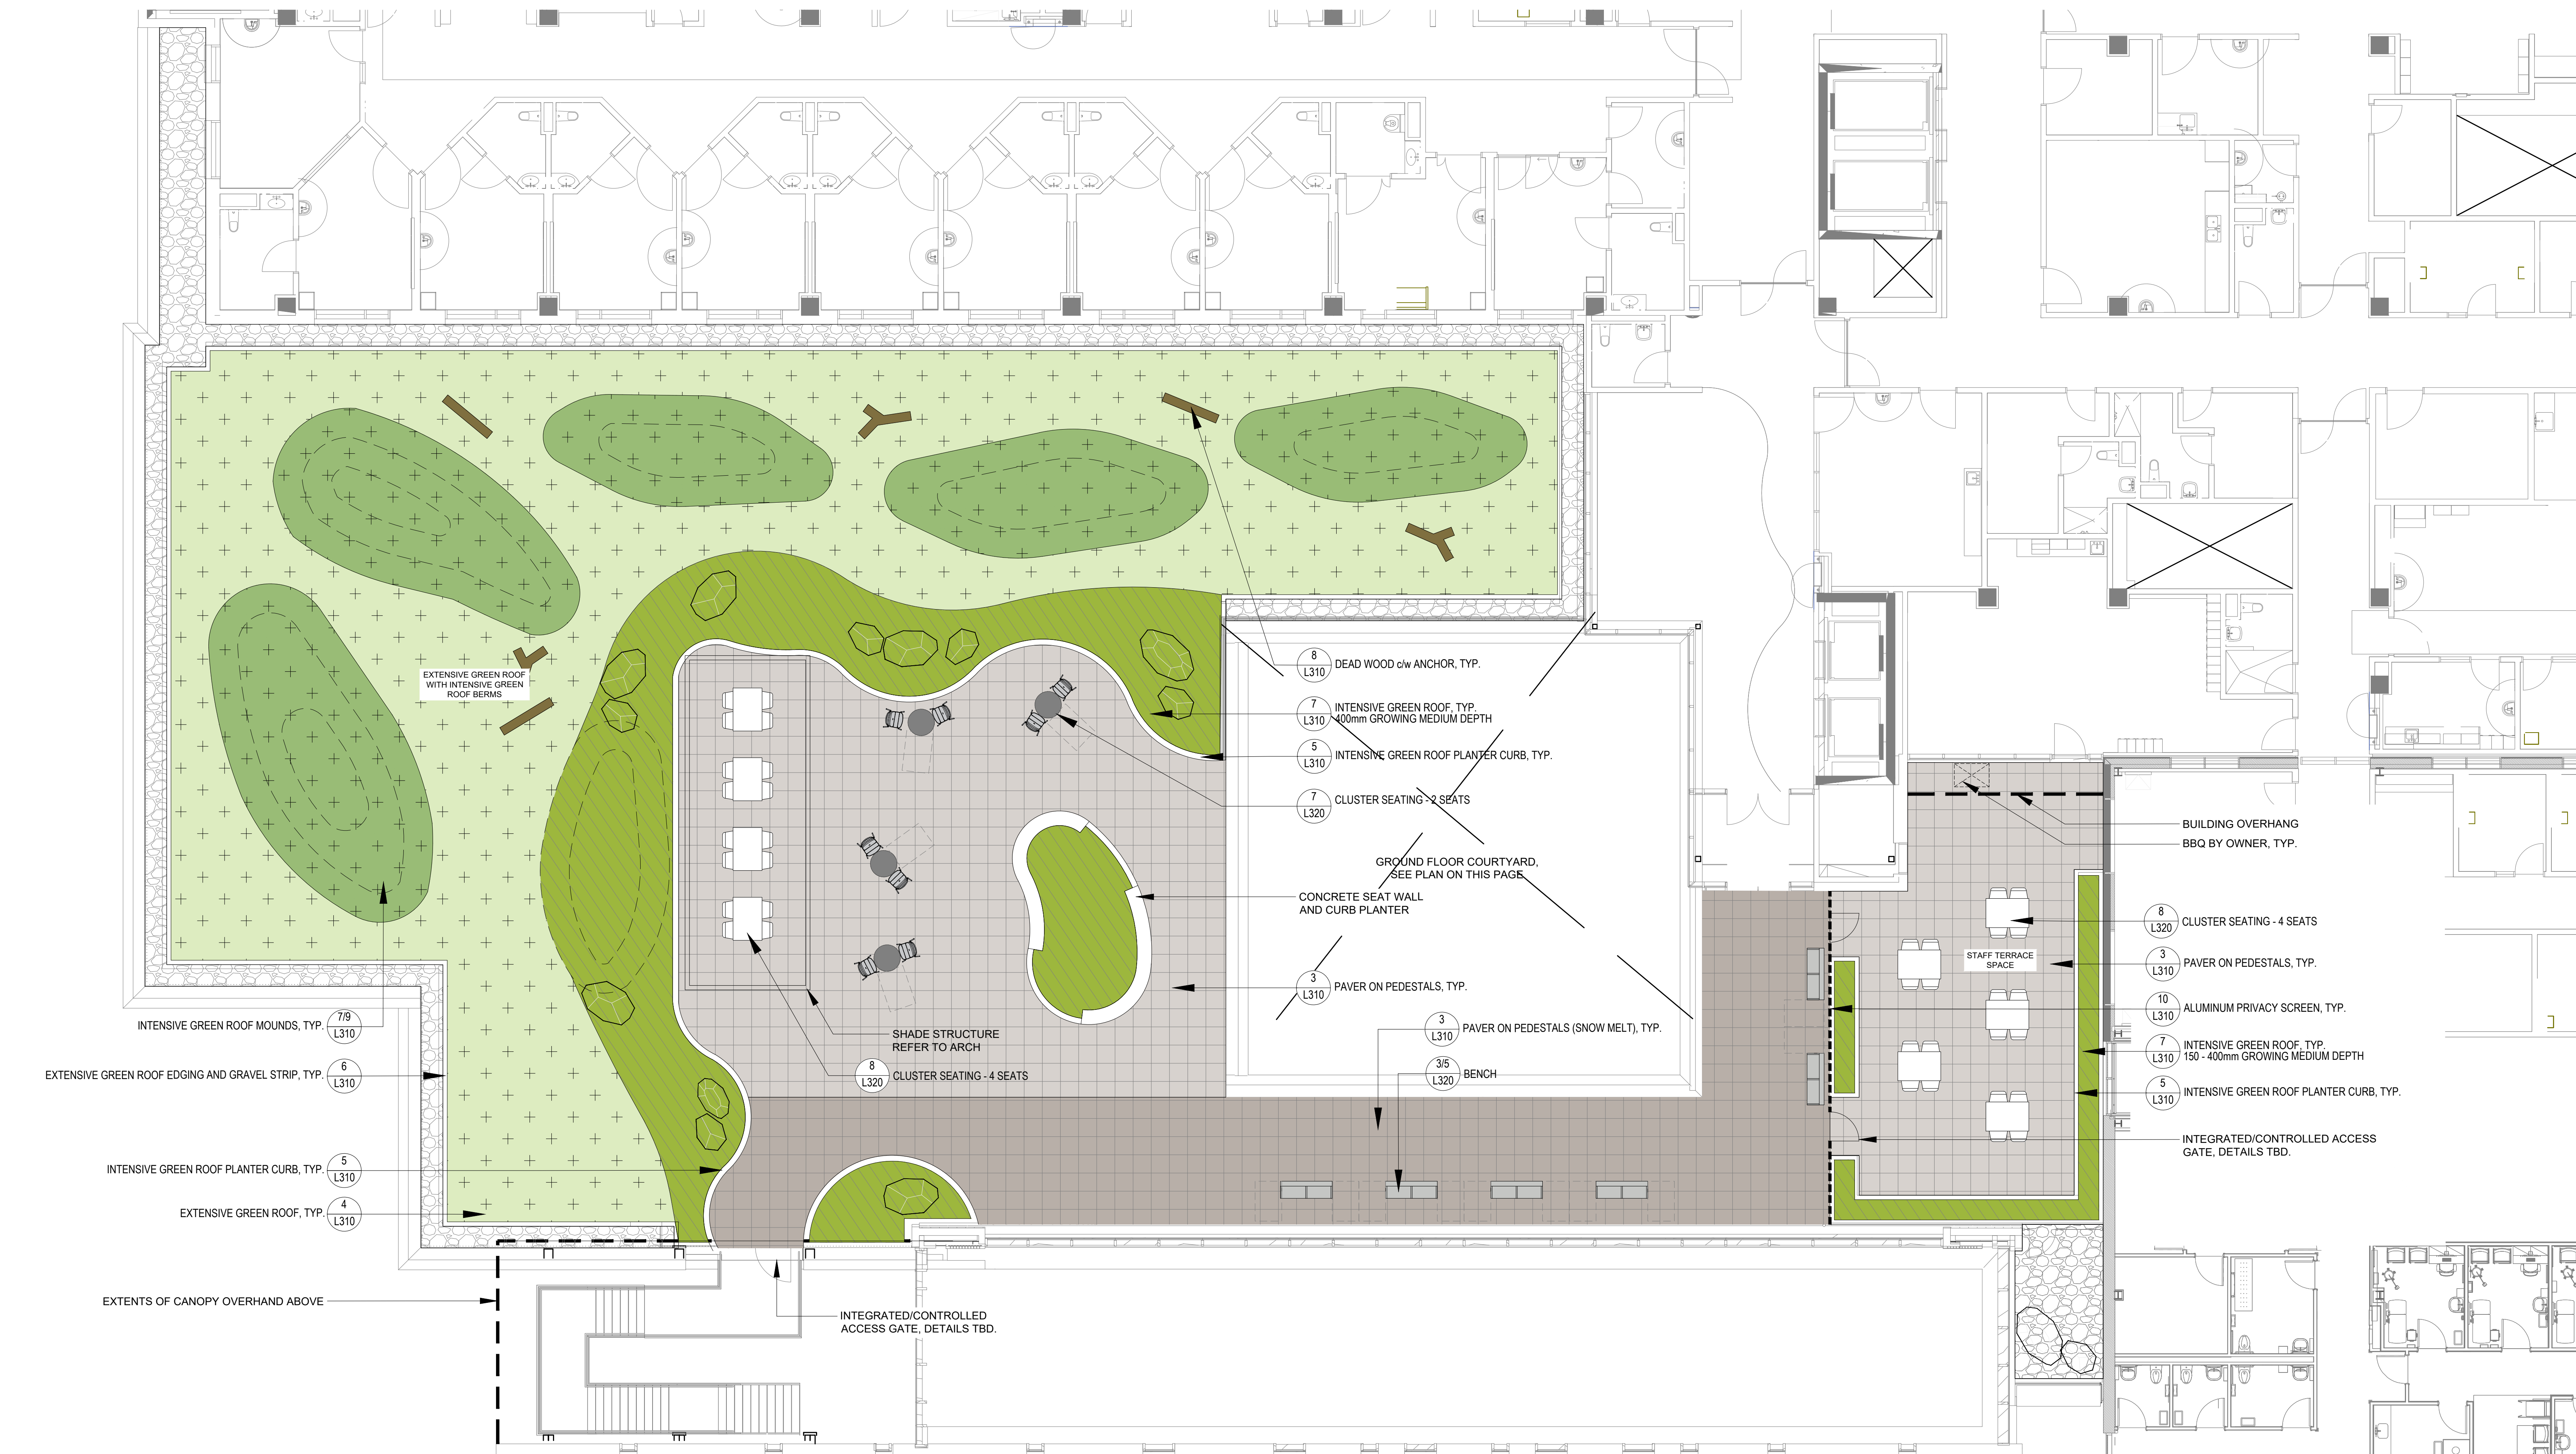 EXTENSIVE GREEN ROOF
WITH INTENSIVE GREEN
ROOF BERMS
8
L310
DEAD WOOD c/w ANCHOR, TYP.
7
L310
INTENSIVE GREEN ROOF, TYP.
400mm GROWING MEDIUM DEPTH
5
L310
INTENSIVE GREEN ROOF PLANTER CURB, TYP.
7
L320
CLUSTER SEATING - 2 SEATS
GROUND FLOOR COURTYARD,
SEE PLAN ON THIS PAGE
CONCRETE SEAT WALL
AND CURB PLANTER
3
L310
PAVER ON PEDESTALS, TYP.
3
L310
PAVER ON PEDESTALS (SNOW MELT), TYP.
3/5
L320
BENCH
SHADE STRUCTURE
REFER TO ARCH
8
L320
CLUSTER SEATING - 4 SEATS
INTENSIVE GREEN ROOF MOUNDS, TYP.
7/9
L310
EXTENSIVE GREEN ROOF EDGING AND GRAVEL STRIP, TYP.
6
L310
INTENSIVE GREEN ROOF PLANTER CURB, TYP.
5
L310
EXTENSIVE GREEN ROOF, TYP.
4
L310
EXTENTS OF CANOPY OVERHAND ABOVE
INTEGRATED/CONTROLLED
ACCESS GATE, DETAILS TBD.
BUILDING OVERHANG
BBQ BY OWNER, TYP.
8
L320
CLUSTER SEATING - 4 SEATS
STAFF TERRACE
SPACE
3
L310
PAVER ON PEDESTALS, TYP.
10
L310
ALUMINUM PRIVACY SCREEN, TYP.
7
L310
INTENSIVE GREEN ROOF, TYP.
150 - 400mm GROWING MEDIUM DEPTH
5
L310
INTENSIVE GREEN ROOF PLANTER CURB, TYP.
INTEGRATED/CONTROLLED ACCESS
GATE, DETAILS TBD.